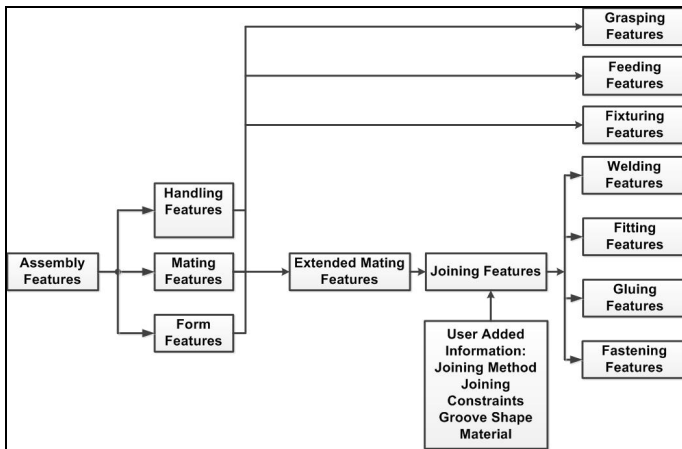 Grasping
Features
Feeding
Features
Fixturing
Features
Welding
Features
Handling
Features
Fitting
Features
Assembly
Features
Mating
Features
Extended Mating
Features
Joining Features
Gluing
Features
Form
Features
User Added
Information:
Joining Method
Joining
Constraints
Groove Shape
Material
Fastening
Features